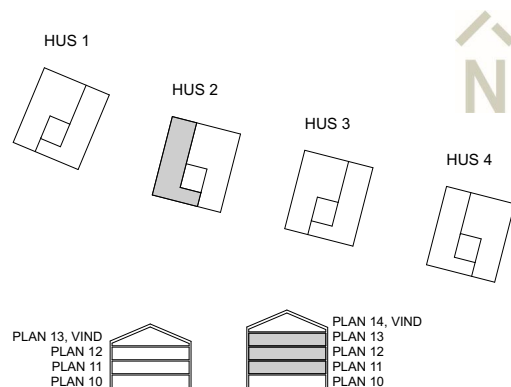 HUS 1
N
HUS 2
HUS 3
HUS 4
PLAN 13, VIND
PLAN 12
PLAN 11
PLAN 10
PLAN 14, VIND
PLAN 13
PLAN 12
PLAN 11
PLAN 10